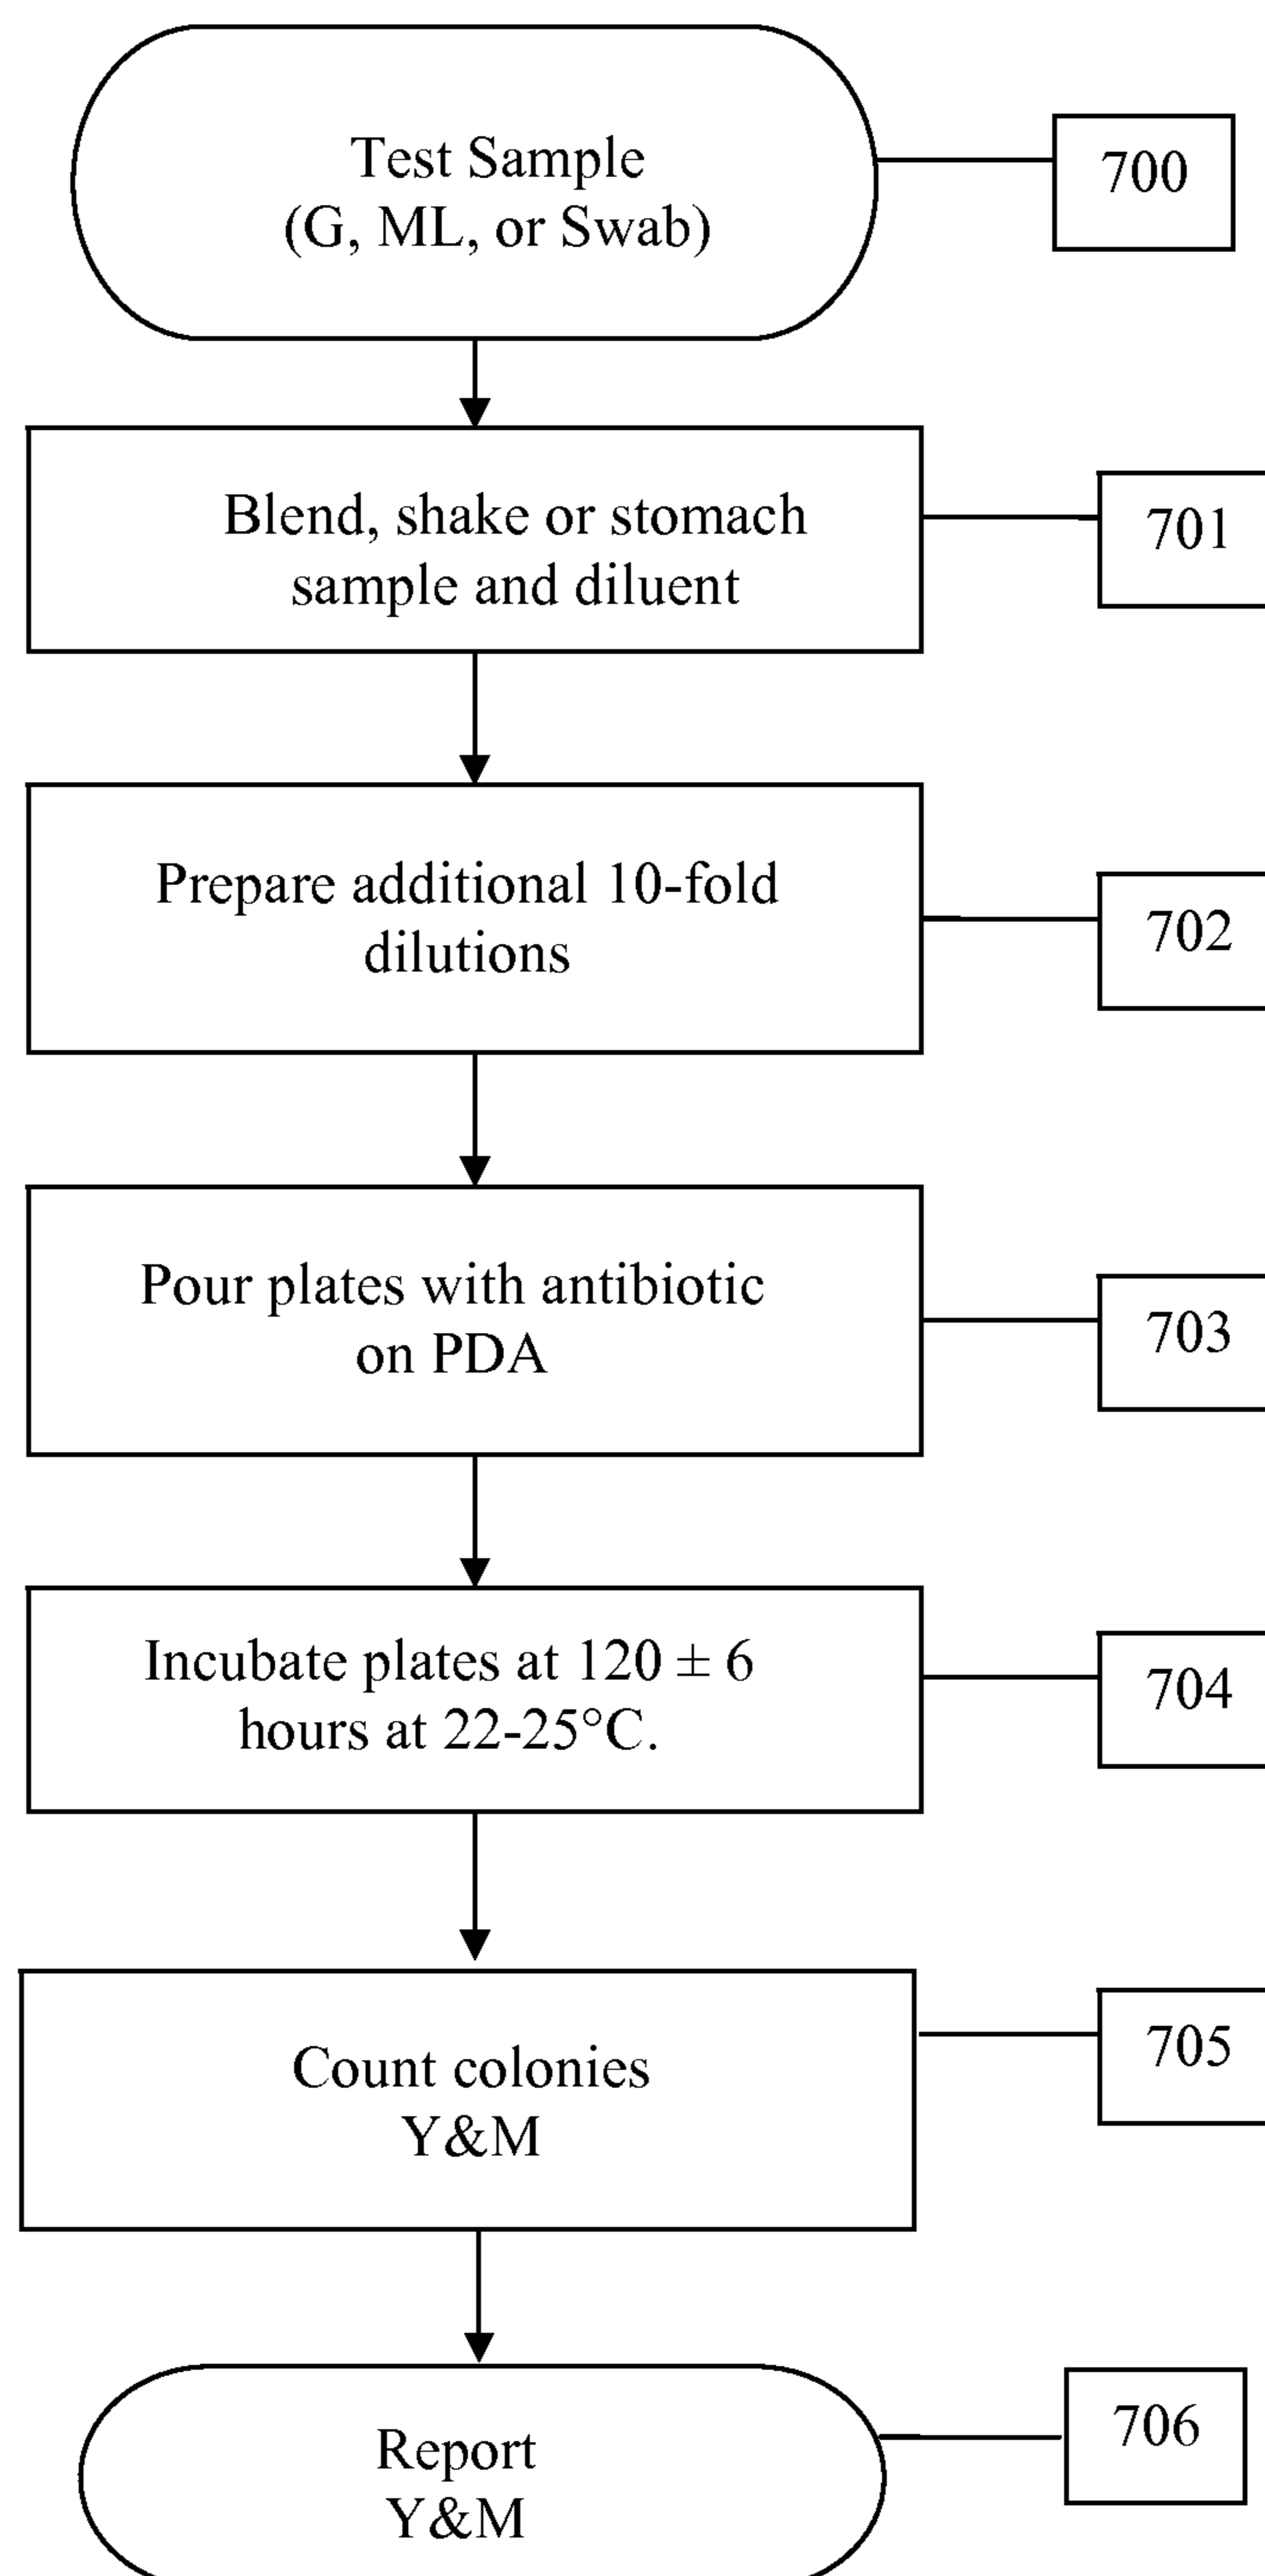 Test Sample
(G, ML, or Swab)
700
Blend, shake or stomach
sample and diluent
701
Prepare additional 10-fold
dilutions
702
Pour plates with antibiotic
on PDA
703
Incubate plates at 120 ± 6
hours at 22-25°C.
704
Count colonies
Y&M
705
Report
Y&M
706